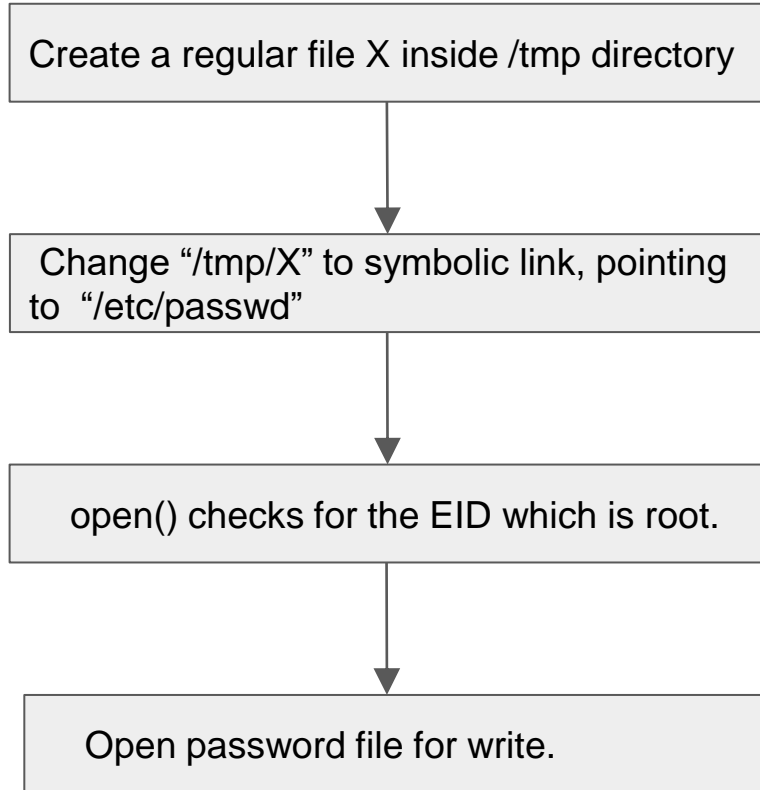 Create a regular file X inside /tmp directory
Change “/tmp/X” to symbolic link, pointing
to “/etc/passwd”
open() checks for the EID which is root.
Open password file for write.